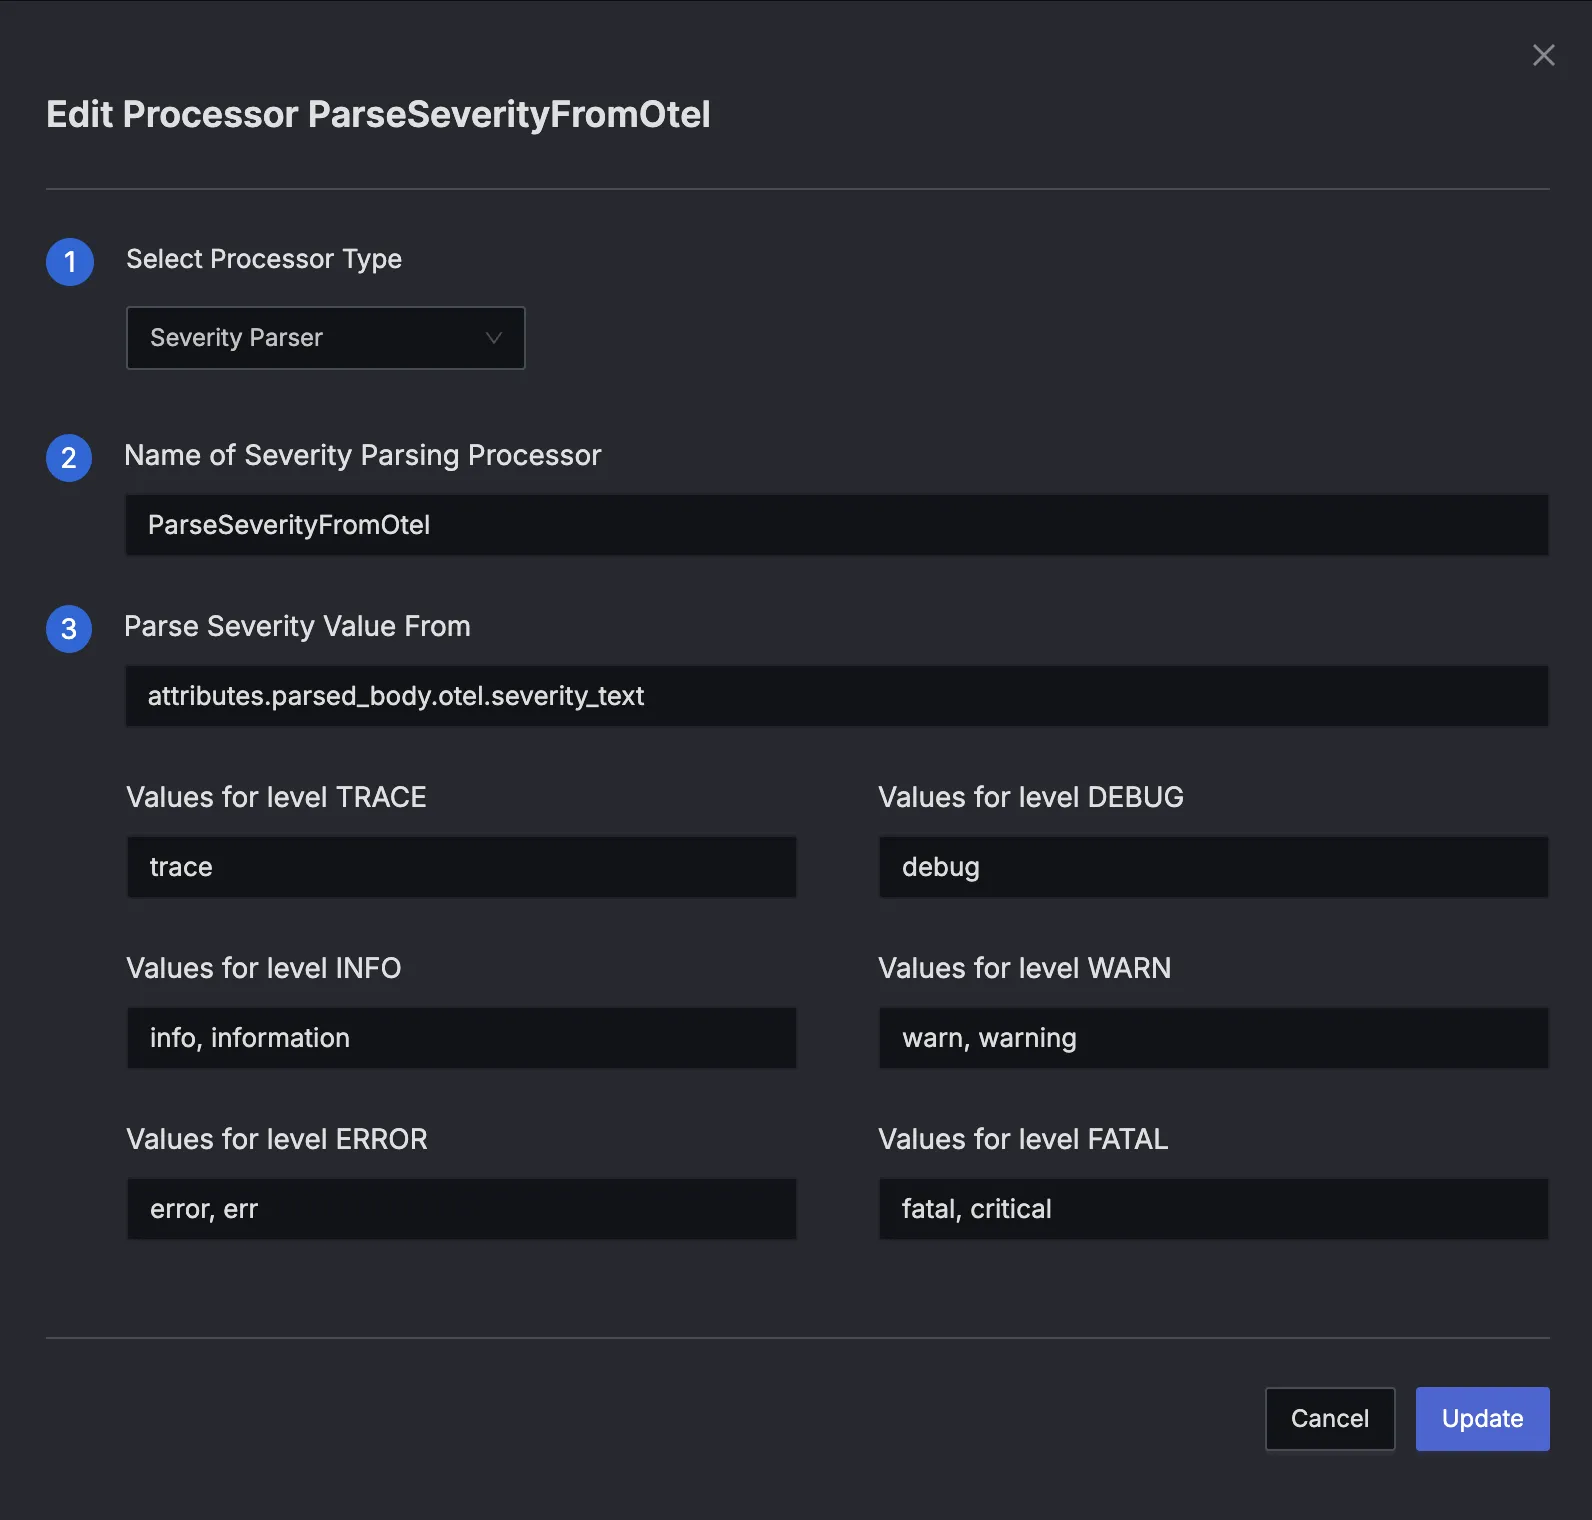 Edit Processor ParseSeverityFromOtel
1 Select Processor Type
Severity Parser
2 Name of Severity Parsing Processor
ParseSeverityFromOtel
3 Parse Severity Value From
attributes.parsed_body.otel.severity_text
Values for level TRACE
trace
Values for level DEBUG
debug
Values for level INFO
info, information
Values for level WARN
warn, warning
Values for level ERROR
error, err
Values for level FATAL
fatal, critical
Cancel
Update